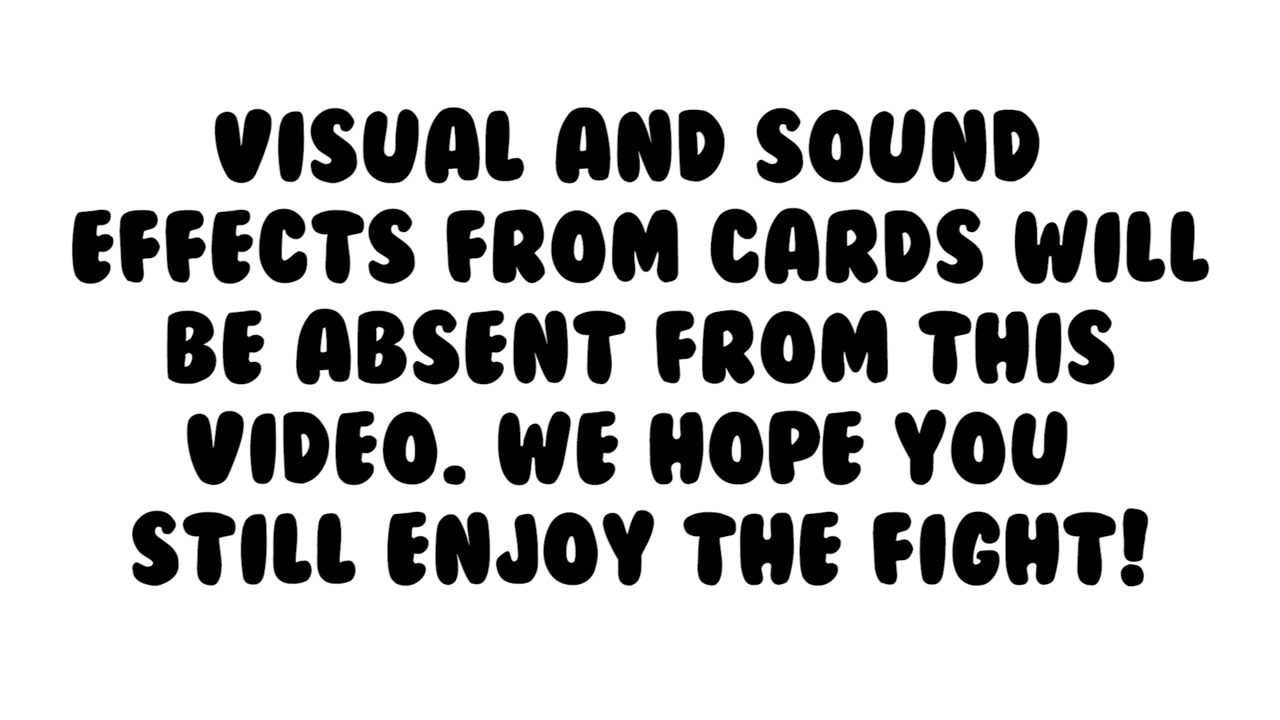 VISUAL AND SOUND
EFFECTS FROM CARDS WILL
BE ABSENT FROM THIS
VIDEO. WE HOPE YOU
STILL ENJOY THE FIGHT!